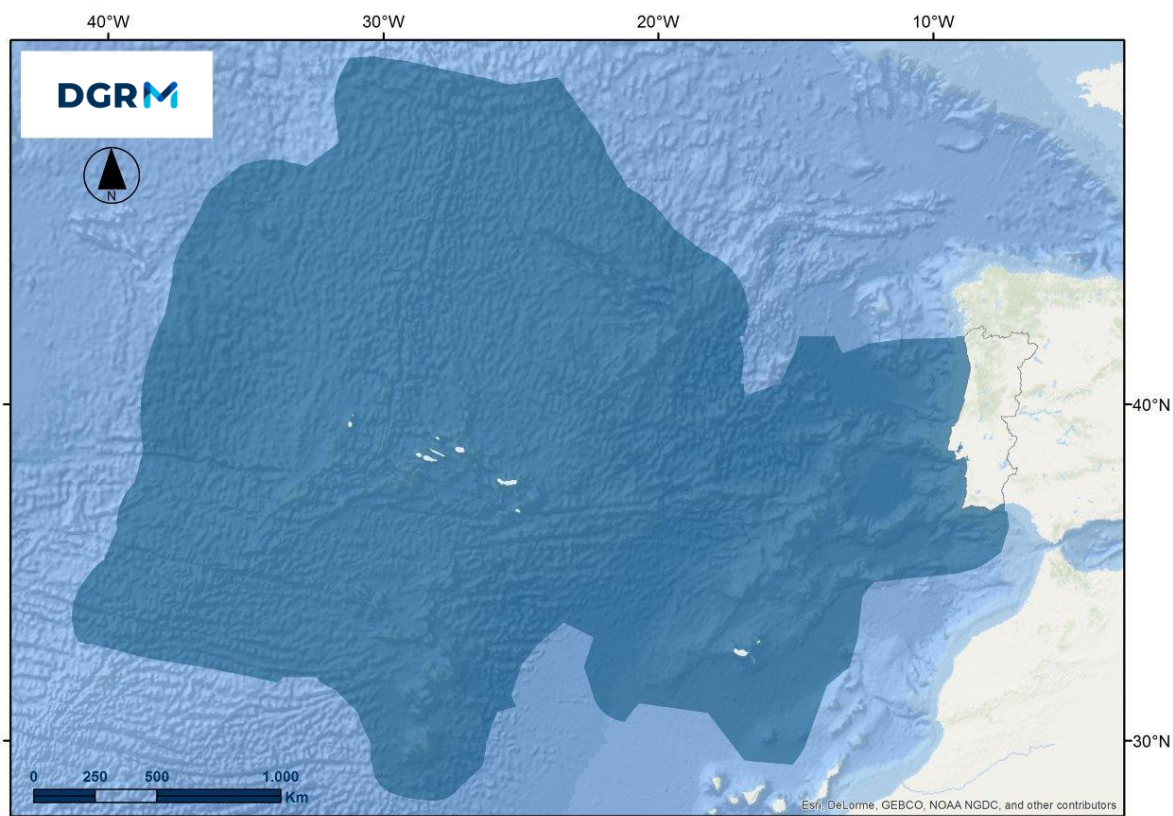 40°W 30°W 20°W 10°W
DGRM
N
40°N
30°N
0 250 500 1.000
Km
Esri, DeLorme, GEBCO, NOAA NGDC, and other contributors